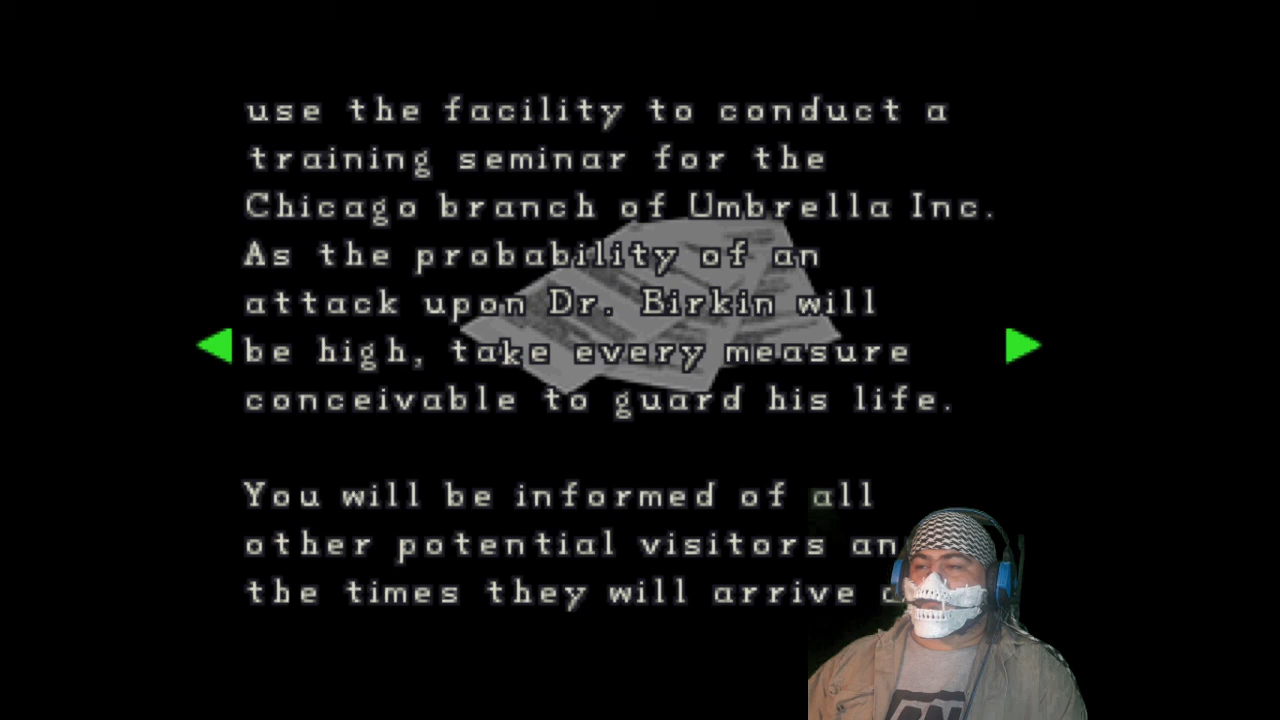 use the facility to conduct a
training seminar for the
Chicago branch of Umbrella Inc.
As the probability of an
attack upon Dr. Birkin will
be high, take every measure
conceivable to guard his life.
You will be informed of all
other potential visitors
the times they will arrive